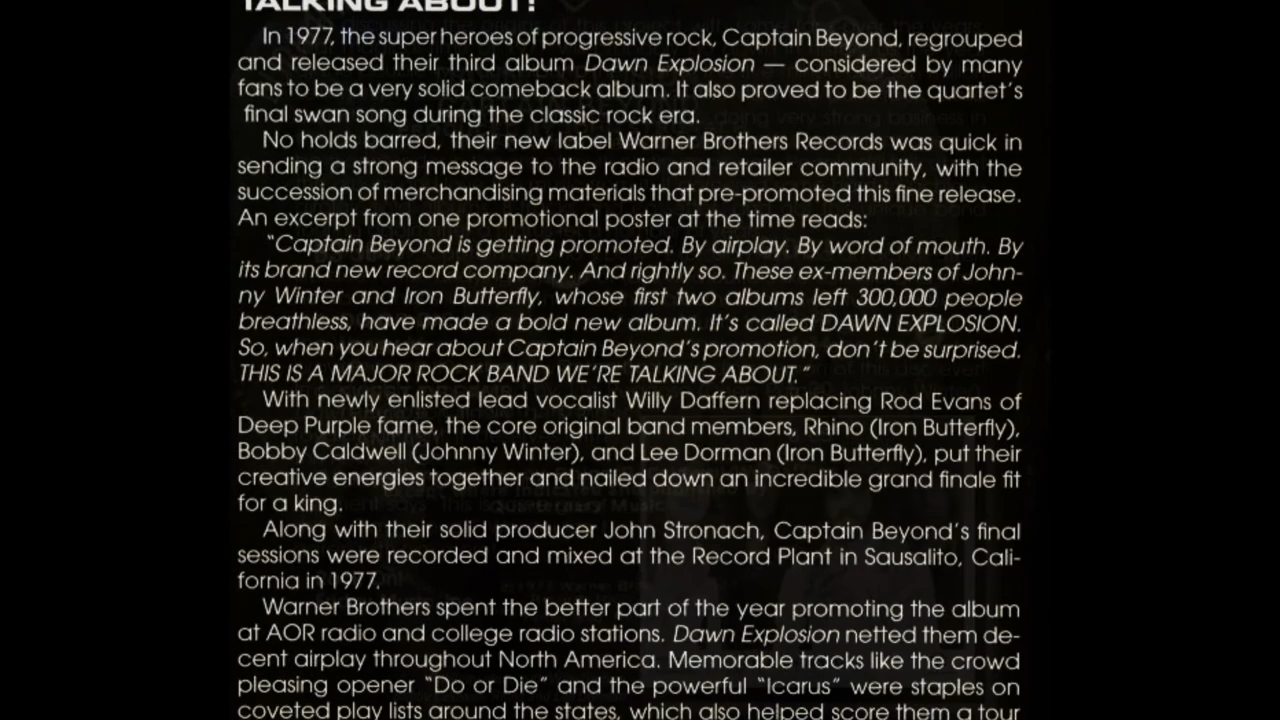 TALKING ABOUT!
In 1977, the super heroes of progressive rock, Captain Beyond, regrouped
and released their third album Dawn Explosion — considered by many
fans to be a very solid comeback album. It also proved to be the quartet's
final swan song during the classic rock era.
No holds barred, their new label Warner Brothers Records was quick in
sending a strong message to the radio and retailer community, with the
succession of merchandising materials that pre-promoted this fine release.
An excerpt from one promotional poster at the time reads:
"Captain Beyond is getting promoted. By airplay. By word of mouth. By
its brand new record company. And rightly so. These ex-members of John-
ny Winter and Iron Butterfly, whose first two albums left 300,000 people
breathless, have made a bold new album. It's called DAWN EXPLOSION.
So, when you hear about Captain Beyond's promotion, don't be surprised.
THIS IS A MAJOR ROCK BAND WE'RE TALKING ABOUT."
With newly enlisted lead vocalist Willy Daffern replacing Rod Evans of
Deep Purple fame, the core original band members, Rhino (Iron Butterfly),
Bobby Caldwell (Johnny Winter), and Lee Dorman (Iron Butterfly), put their
creative energies together and nailed down an incredible grand finale fit
for a king.
Along with their solid producer John Stronach, Captain Beyond's final
sessions were recorded and mixed at the Record Plant in Sausalito, Cali-
fornia in 1977.
Warner Brothers spent the better part of the year promoting the album
at AOR radio and college radio stations. Dawn Explosion netted them de-
cent airplay throughout North America. Memorable tracks like the crowd
pleasing opener "Do or Die" and the powerful "Icarus" were staples on
coveted play lists around the states, which also helped score them a tour